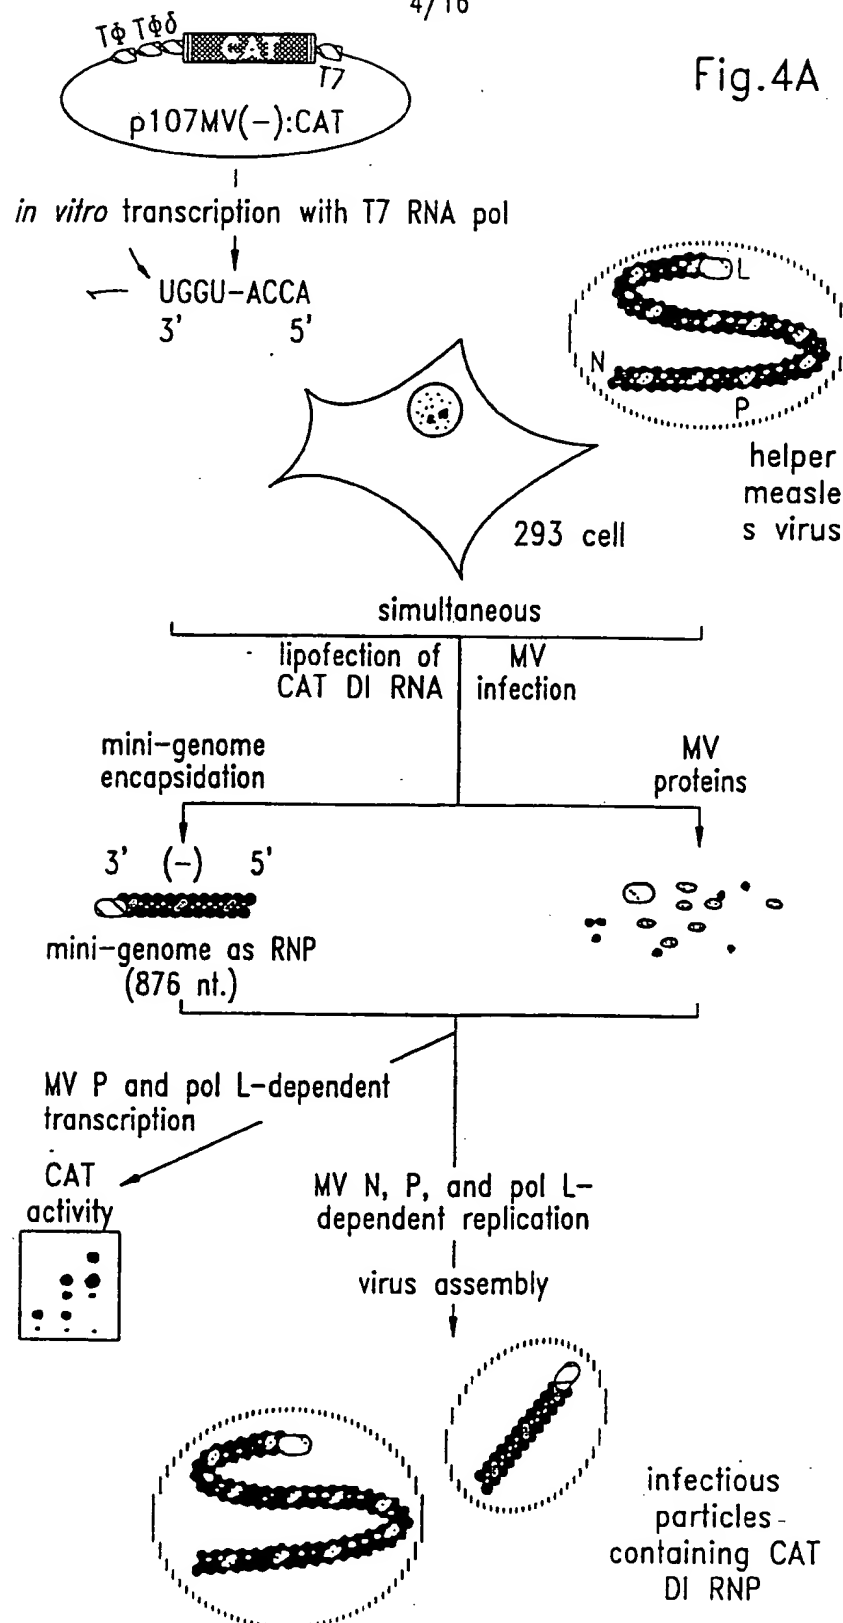 4/16
Fig.4A
TΦ TΦδ
CAT
T7
p107MV(-):CAT
in vitro transcription with T7 RNA pol
UGGU-ACCA
3' 5'
L
N
P
helper
measle
s virus
293 cell
simultaneous
lipofection of
CAT DI RNA
MV
infection
mini-genome
encapsidation
MV
proteins
3' (-) 5'
mini-genome as RNP
(876 nt.)
MV P and pol L-dependent
transcription
CAT
activity
MV N, P, and pol L-
dependent replication
virus assembly
infectious
particles
containing CAT
DI RNP